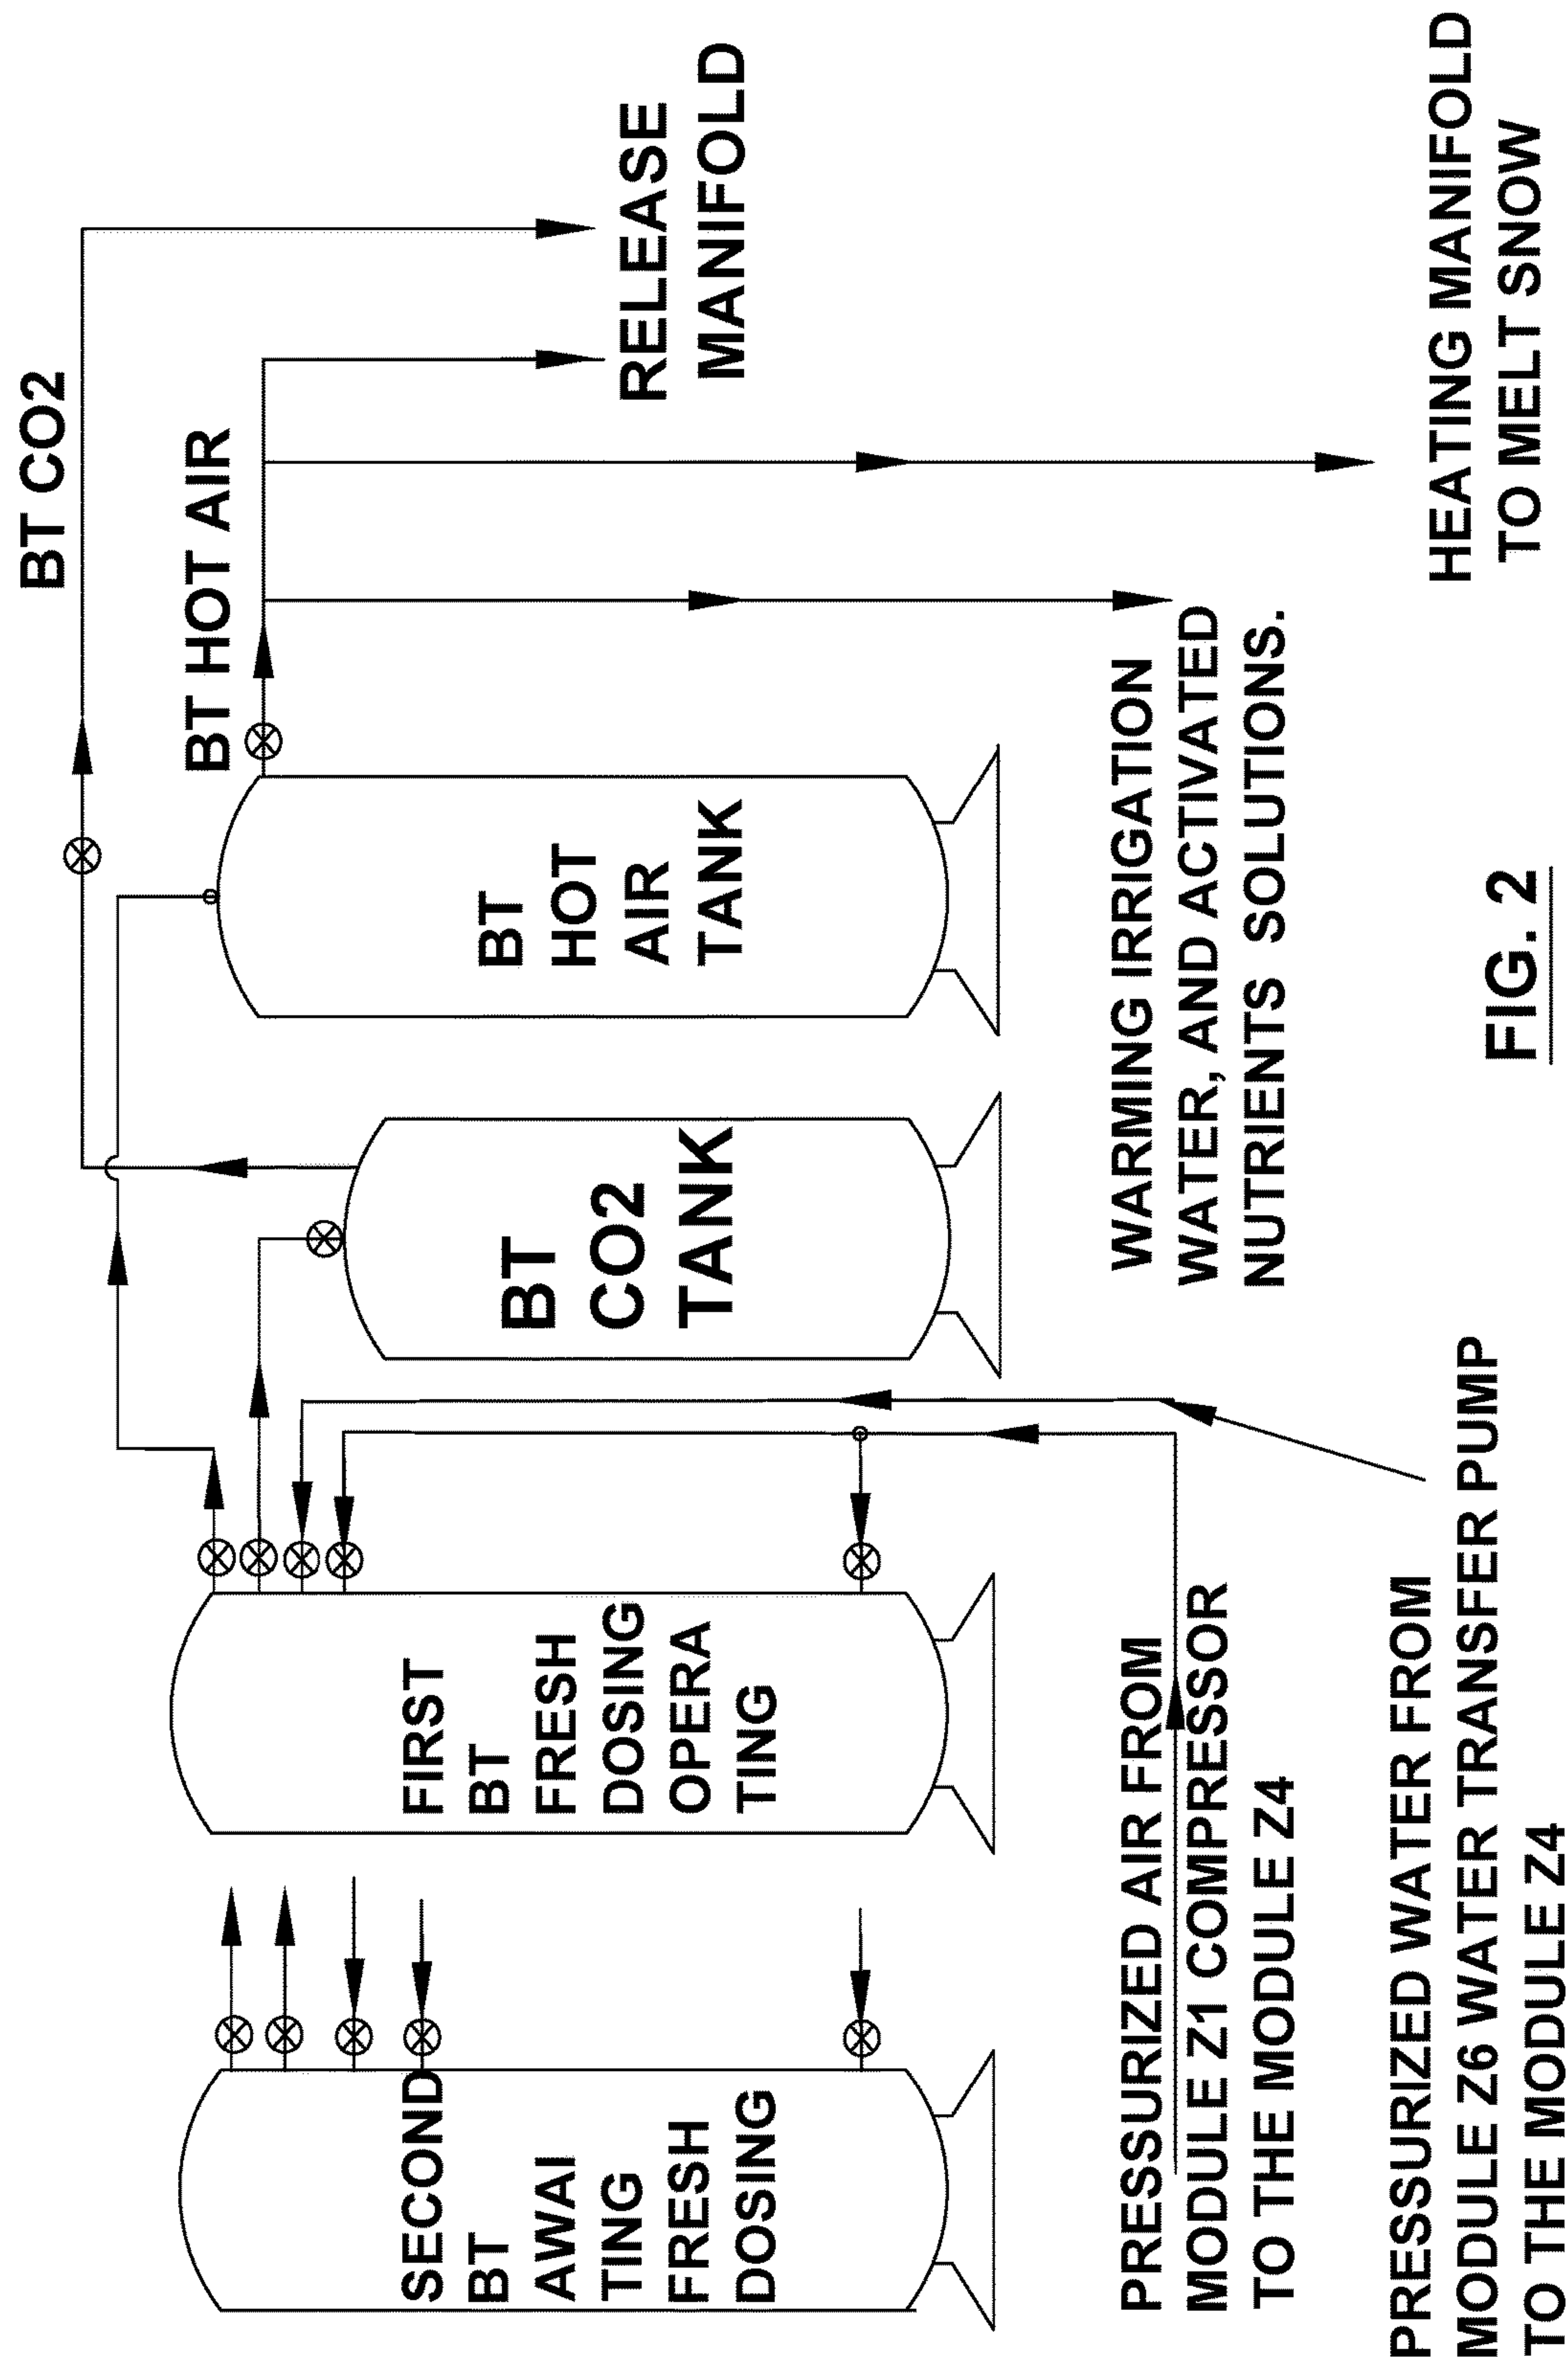 BT CO2
BT HOT AIR
RELEASE
MANIFOLD
SECOND
BT
AWAI
TING
FRESH
DOSING
FIRST
BT
FRESH
DOSING
OPERA
TING
BT
CO2
TANK
BT
HOT
AIR
TANK
PRESSURIZED AIR FROM
MODULE Z1 COMPRESSOR
TO THE MODULE Z4
WARMING IRRIGATION
WATER, AND ACTIVATED
NUTRIENTS SOLUTIONS.
HEATING MANIFOLD
TO MELT SNOW
PRESSURIZED WATER FROM
MODULE Z6 WATER TRANSFER PUMP
TO THE MODULE Z4
FIG. 2